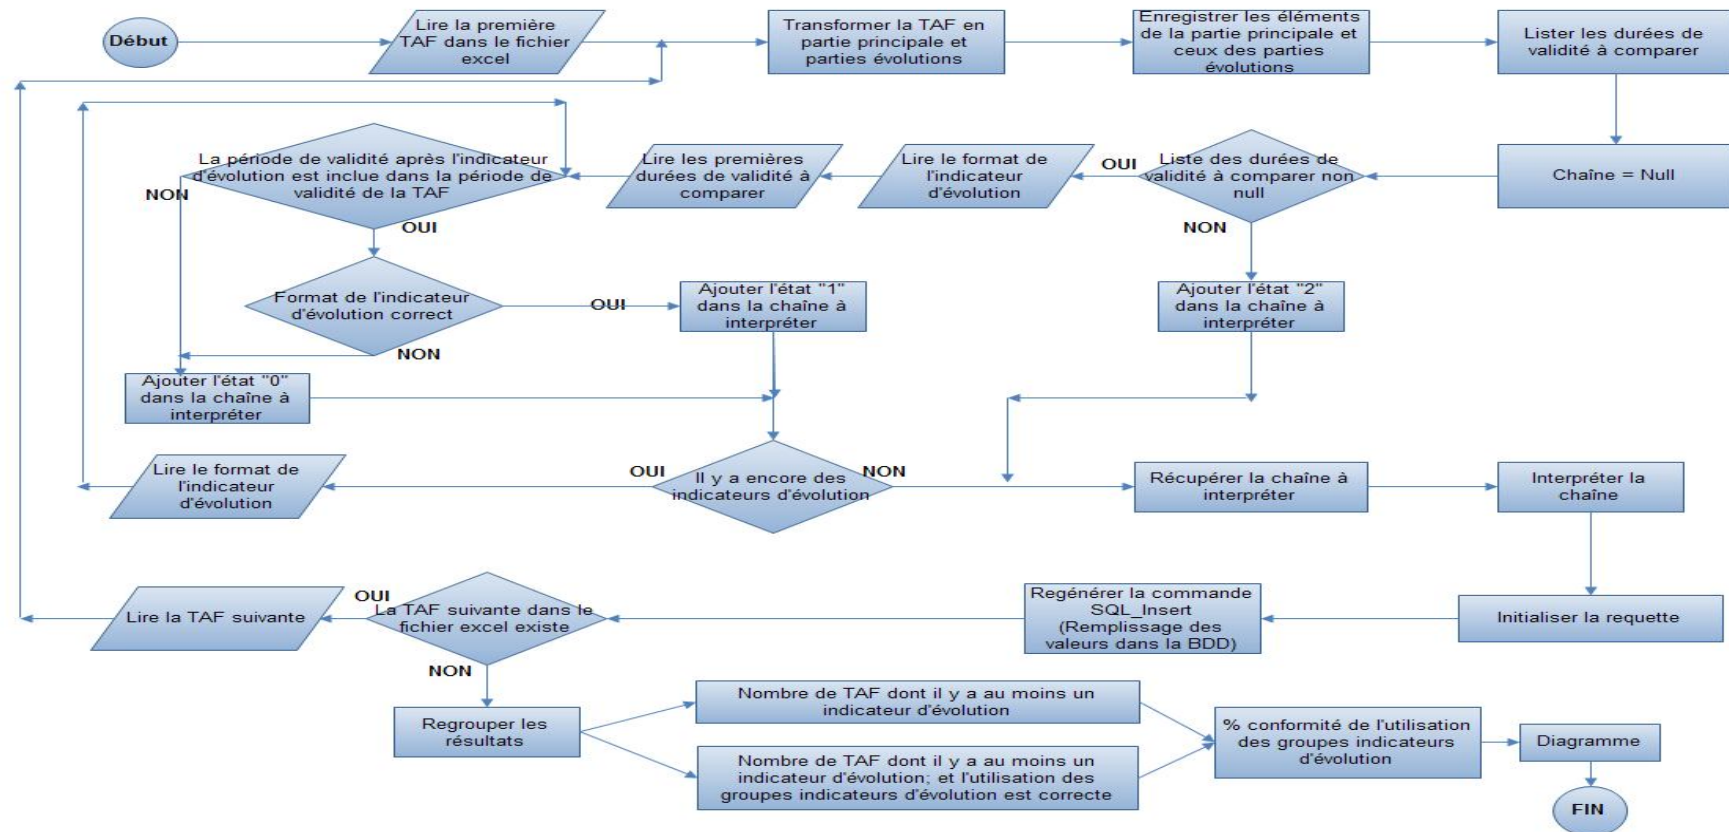 Début
Lire la première
TAF dans le fichier
excel
Transformer la TAF en
partie principale et
parties évolutions
Enregistrer les éléments
de la partie principale et
ceux des parties
évolutions
Lister les durées de
validité à comparer
La période de validité après l'indicateur
d'évolution est inclue dans la période de
validité de la TAF
NON
OUI
Lire les premières
durées de validité à
comparer
Lire le format de
l'indicateur
d'évolution
OUI
Liste des durées de
validité à comparer non
null
NON
Chaîne = Null
Format de l'indicateur
d'évolution correct
OUI
NON
Ajouter l'état "1"
dans la chaîne à
interpréter
Ajouter l'état "2"
dans la chaîne à
interpréter
Ajouter l'état "0"
dans la chaîne à
interpréter
Lire le format de
l'indicateur
d'évolution
OUI
Il y a encore des
indicateurs d'évolution
NON
Récupérer la chaîne à
interpréter
Interpréter la
chaîne
Lire la TAF suivante
OUI
La TAF suivante dans le
fichier excel existe
NON
Regénérer la commande
SQL_Insert
(Remplissage des
valeurs dans la BDD)
Initialiser la requette
Regrouper les
résultats
Nombre de TAF dont il y a au moins un
indicateur d'évolution
Nombre de TAF dont il y a au moins un
indicateur d'évolution; et l'utilisation des
groupes indicateurs d'évolution est correcte
% conformité de l'utilisation
des groupes indicateurs
d'évolution
Diagramme
FIN